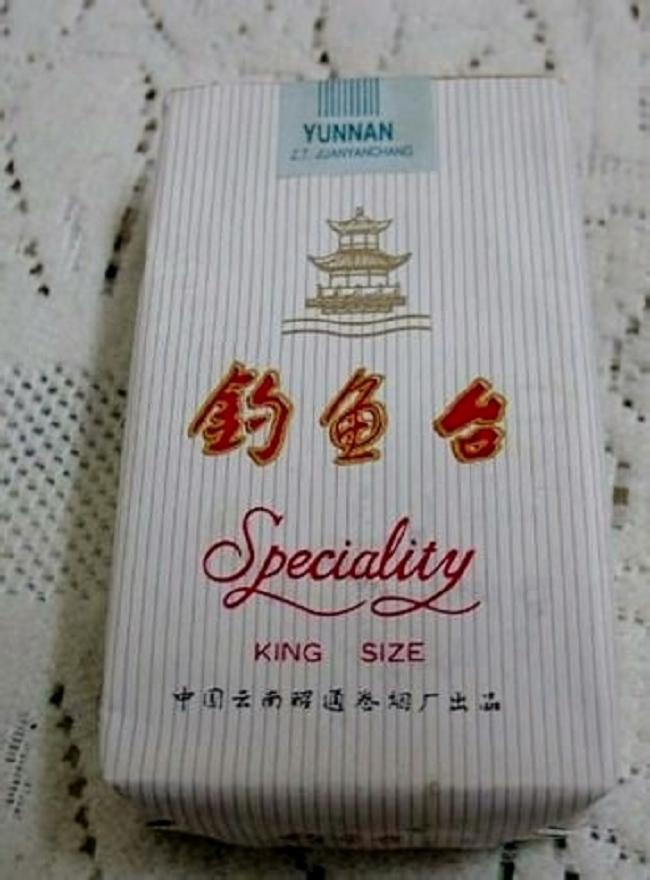 YUNNAN
Z.T. JUANYANCHANG
钓鱼台
Speciality
KING SIZE
中国云南昭通卷烟厂出品